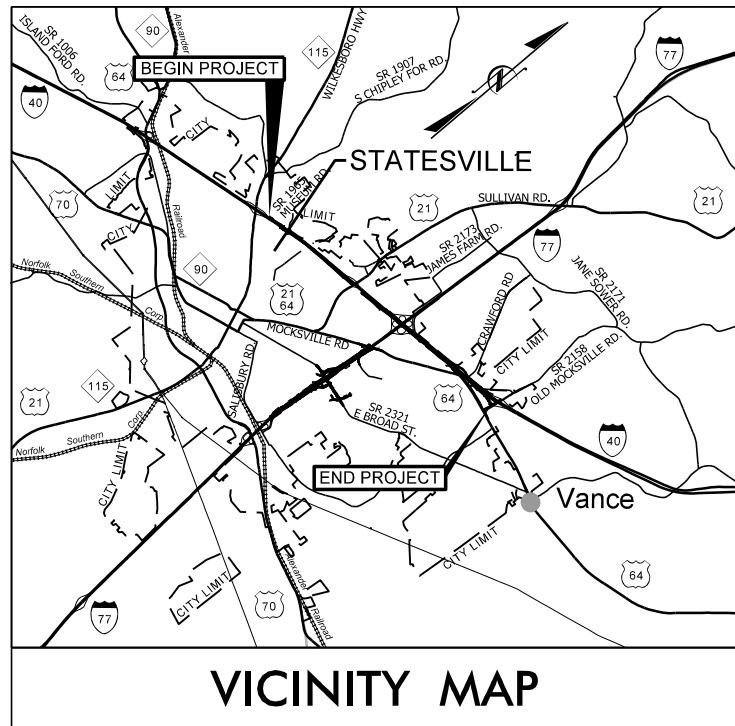 SR 1006
ISLAND FORD RD.
90
Alexander
Railroad
64
40
BEGIN PROJECT
115
WILKESBORO HWY
SR 1907
S CHIPLEY FOR RD.
77
CITY
LIMIT
STATESVILLE
SR 1965
MUSEUM RD.
LIMIT
70
CITY
LIMIT
Railroad
90
21
SULLIVAN RD.
21
SR 2173
JAMES FARM RD.
77
SR 2171
JANE SOWER RD.
Norfolk
Southern
Corp
21
64
MOCKSVILLE RD
CRAWFORD RD
CITY LIMIT
SR 2158
OLD MOCKSVILLE RD.
SALISBURY RD.
115
21
64
SR 2321
E BROAD ST.
40
Norfolk
Southern
Corp
CITY LIMIT
END PROJECT
Vance
CITY LIMIT
64
CITY LIMIT
70
Alexander
Railroad
77
VICINITY MAP